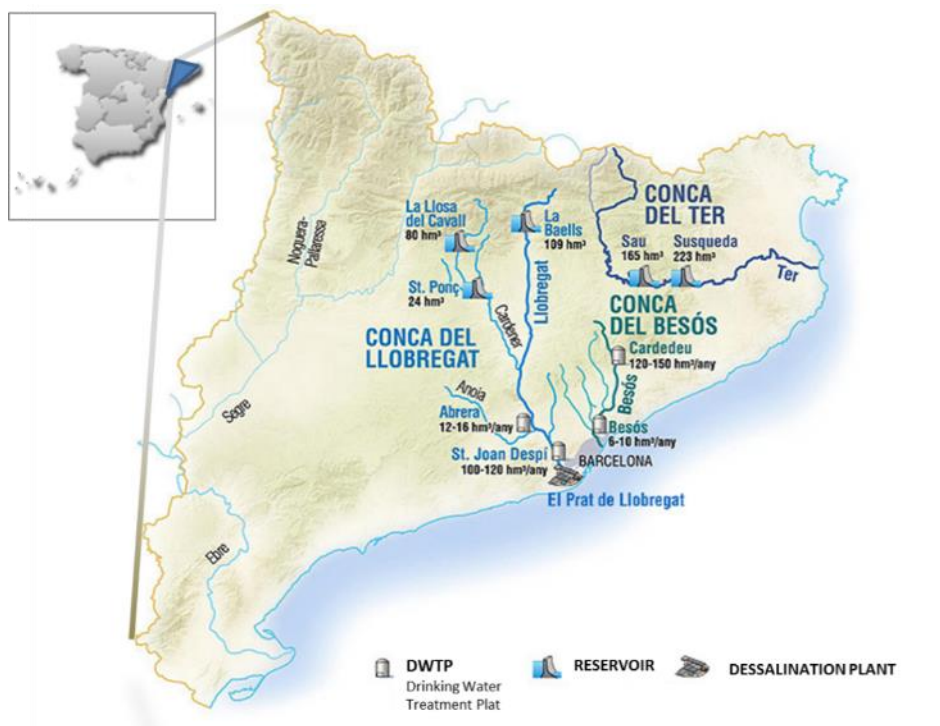 La Llosa
del Cavall
80 hm³
La
Baells
109 hm³
CONCA
DEL TER
Sau
165 hm³
Susqueda
223 hm³
Ter
Noguera-
Pallaressa
St. Ponç
24 hm³
Cardener
Llobregat
CONCA DEL
LLOBREGAT
CONCA
DEL BESÓS
Cardedeu
120-150 hm³/any
Besós
Anoia
Segre
Abrera
12-16 hm³/any
Besós
6-10 hm³/any
St. Joan Despí
100-120 hm³/any
BARCELONA
El Prat de Llobregat
Ebre
DWTP
Drinking Water
Treatment Plat
RESERVOIR
DESSALINATION PLANT